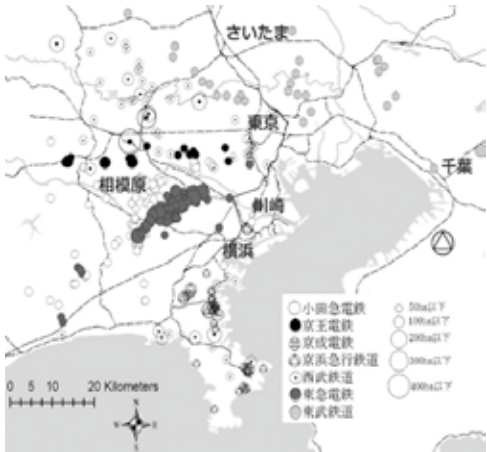 さいたま
東京
千葉
相模原
川崎
横浜
小田急電鉄
京王電鉄
京成電鉄
京浜急行鉄道
西武鉄道
東急電鉄
東武鉄道
50ha以下
100ha以下
200ha以下
300ha以下
400ha以下
0 5 10 20 Kilometers
N